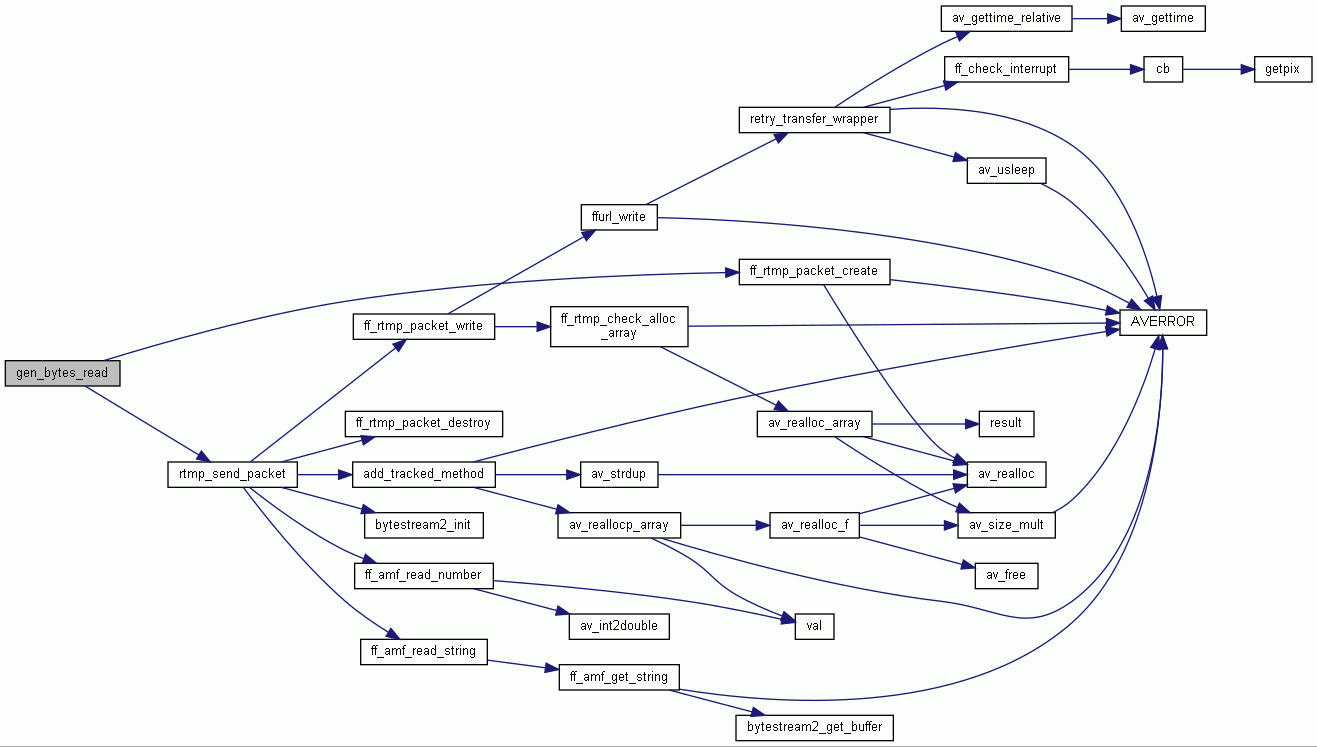 av_gettime_relative
av_gettime
ff_check_interrupt
cb
getpix
retry_transfer_wrapper
av_usleep
ffurl_write
ff_rtmp_packet_create
ff_rtmp_packet_write
ff_rtmp_check_alloc
_array
AVERROR
gen_bytes_read
ff_rtmp_packet_destroy
av_realloc_array
result
rtmp_send_packet
add_tracked_method
av_strdup
av_realloc
bytestream2_init
av_reallocp_array
av_realloc_f
av_size_mult
ff_amf_read_number
av_free
av_int2double
val
ff_amf_read_string
ff_amf_get_string
bytestream2_get_buffer